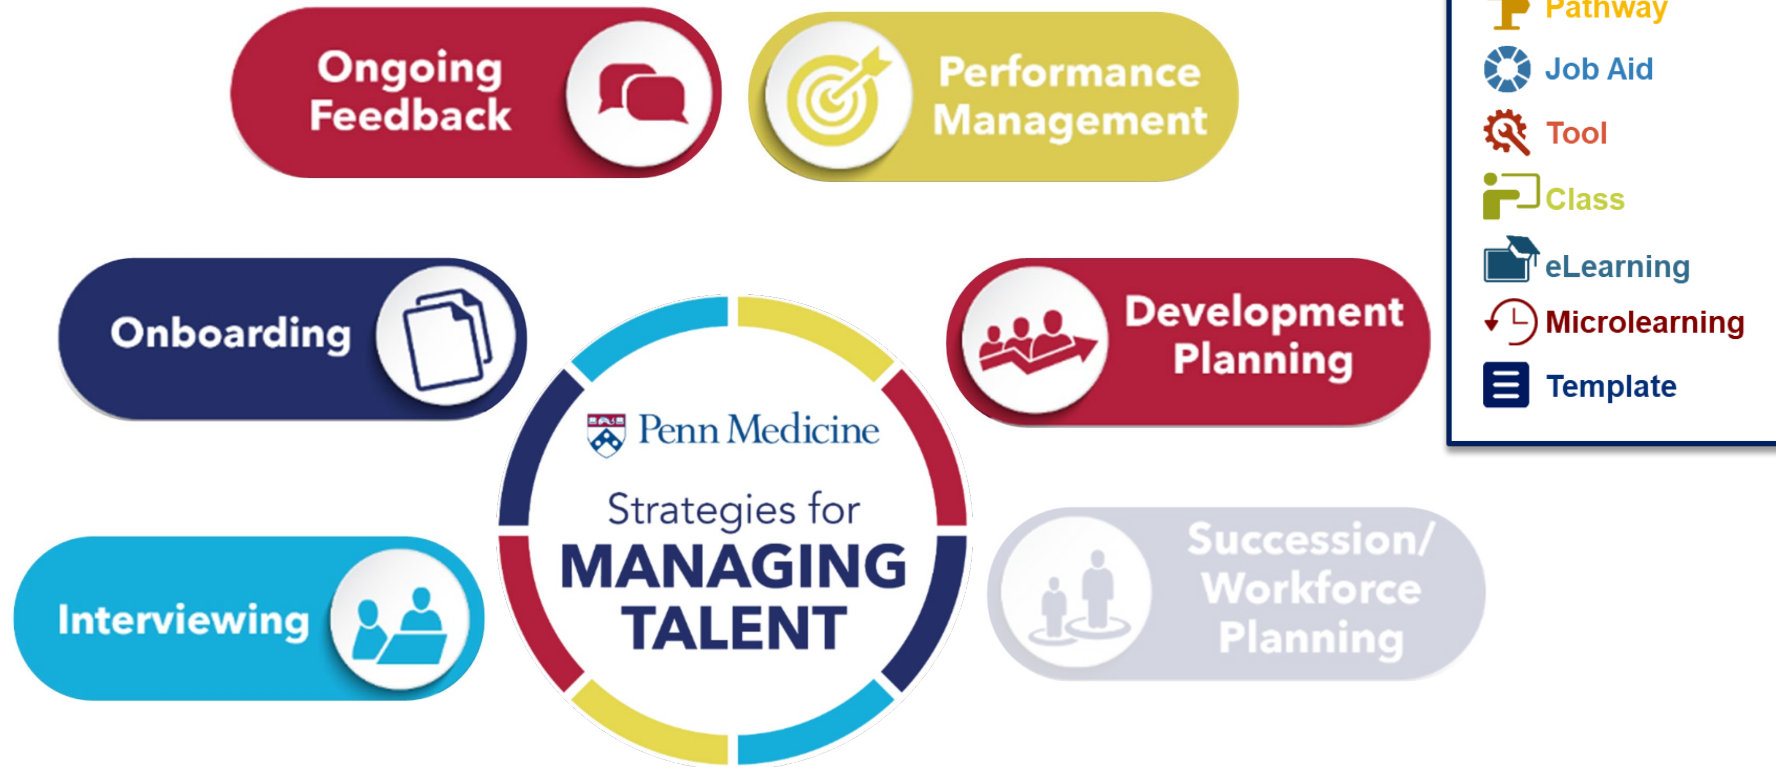 Ongoing
Feedback
Performance
Management
Onboarding
Development
Planning
Interviewing
Penn Medicine
Strategies for
MANAGING
TALENT
Succession/
Workforce
Planning
Pathway
Job Aid
Tool
Class
eLearning
Microlearning
Template